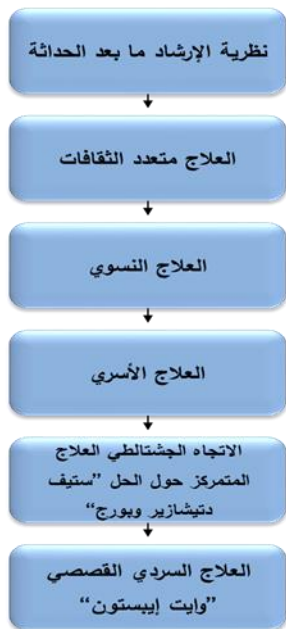 نظرية الإرشاد ما بعد الحداثة
العلاج متعدد الثقافات
العلاج النسوي
العلاج الأسري
الاتجاه الجشتالطي العلاج
المتمركز حول الحل "ستيف
دتيشازير وبورج"
العلاج السردي القصصي
"وايت إيبستون"